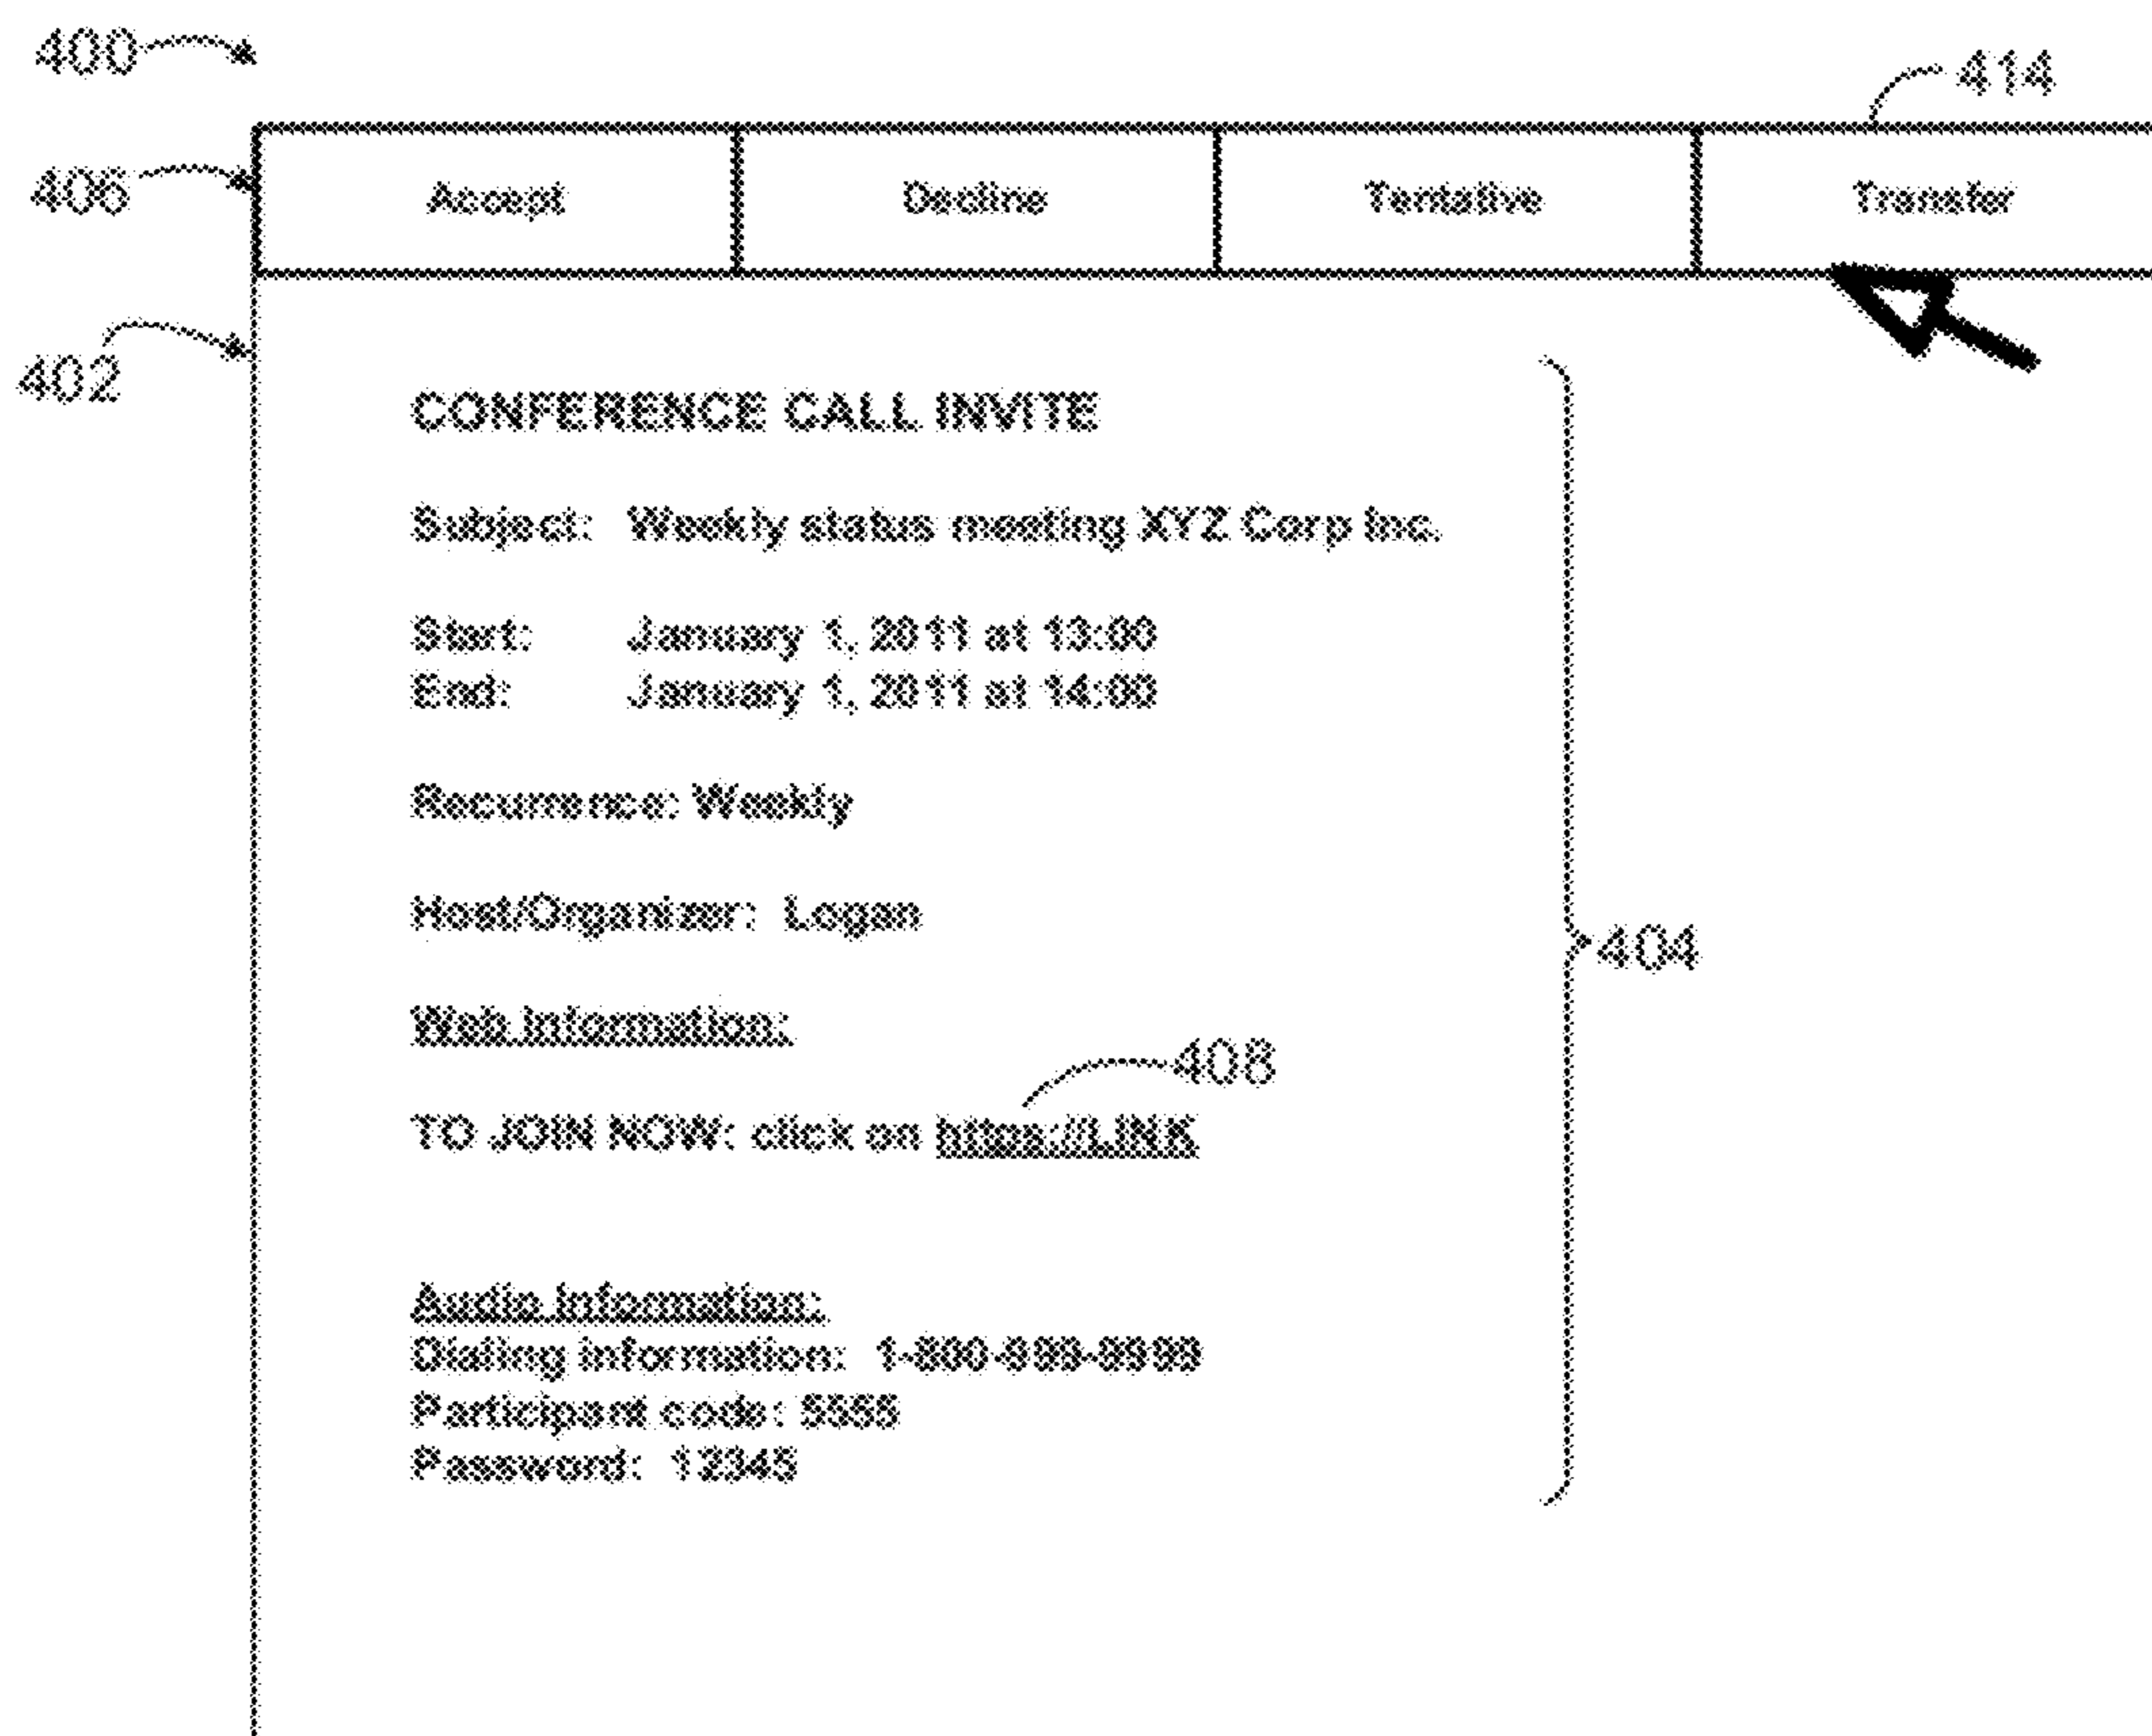 400
414
406
Accept Decline Tentative Transfer
402
CONFERENCE CALL INVITE
Subject: Weekly status meeting XYZ Corp Inc.
Start: January 1, 2011 at 13:00
End: January 1, 2011 at 14:00
Recurrence: Weekly
Host/Organizer: Logan
404
Web Information:
408
TO JOIN NOW: click on https://LINK
Audio Information:
Dialing information: 1-800-999-9999
Participant code: 5555
Password: 12345